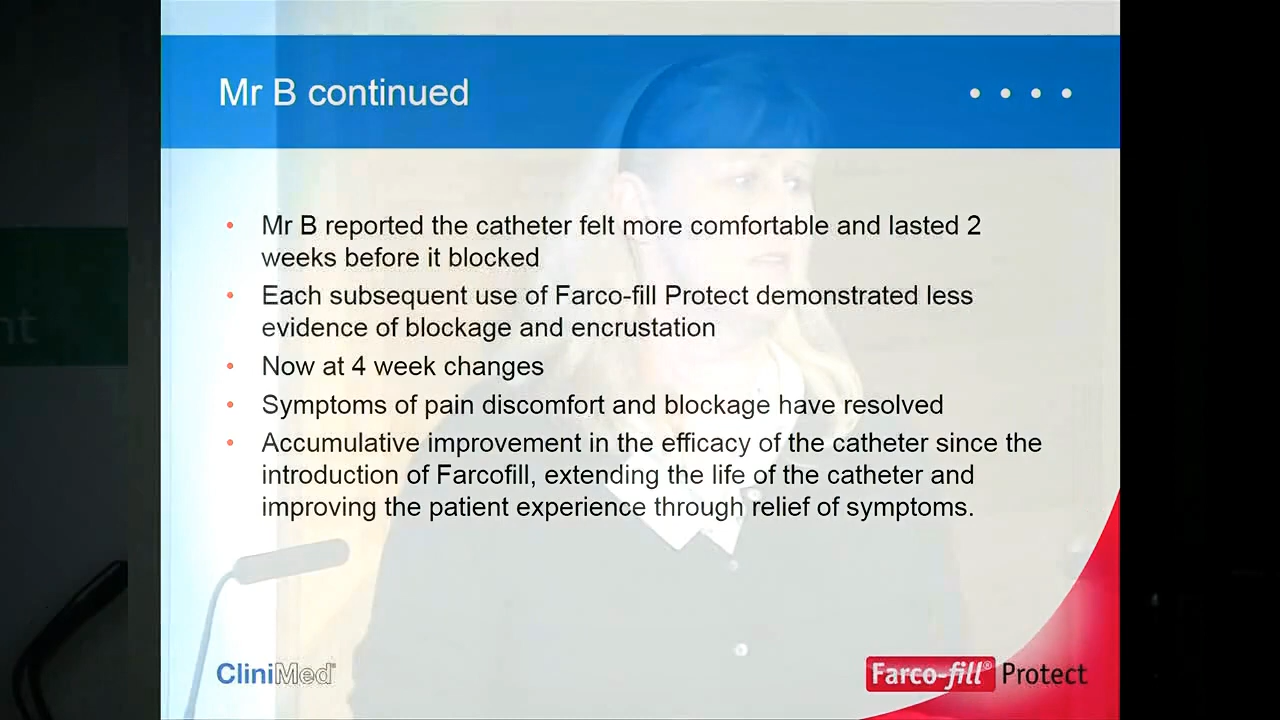 Mr B continued
• Mr B reported the catheter felt more comfortable and lasted 2
weeks before it blocked
• Each subsequent use of Farco-fill Protect demonstrated less
evidence of blockage and encrustation
• Now at 4 week changes
• Symptoms of pain discomfort and blockage have resolved
• Accumulative improvement in the efficacy of the catheter since the
introduction of Farcofill, extending the life of the catheter and
improving the patient experience through relief of symptoms.
CliniMed
Farco-fill® Protect